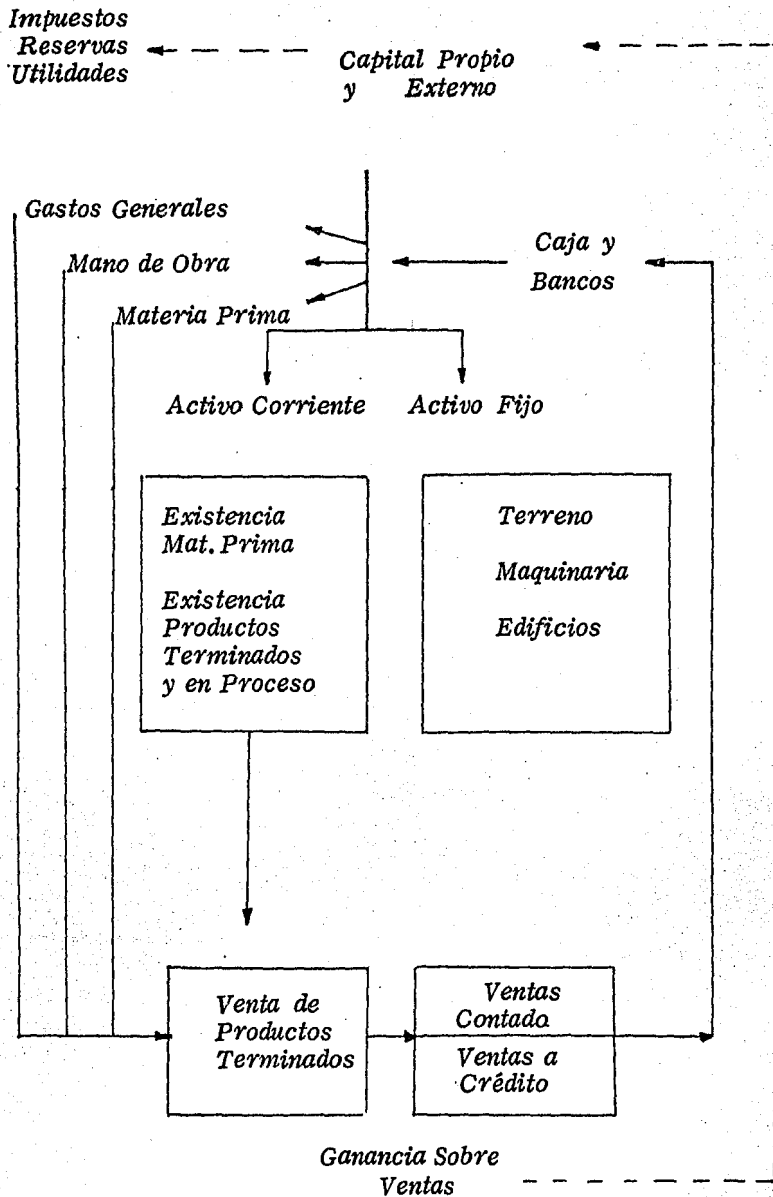 Impuestos
Reservas
Utilidades
Capital Propio
y Externo
Gastos Generales
Mano de Obra
Materia Prima
Caja y
Bancos
Activo Corriente
Activo Fijo
Existencia
Mat. Prima
Existencia
Productos
Terminados
y en Proceso
Terreno
Maquinaria
Edificios
Venta de
Productos
Terminados
Ventas
Contado
Ventas a
Crédito
Ganancia Sobre
Ventas